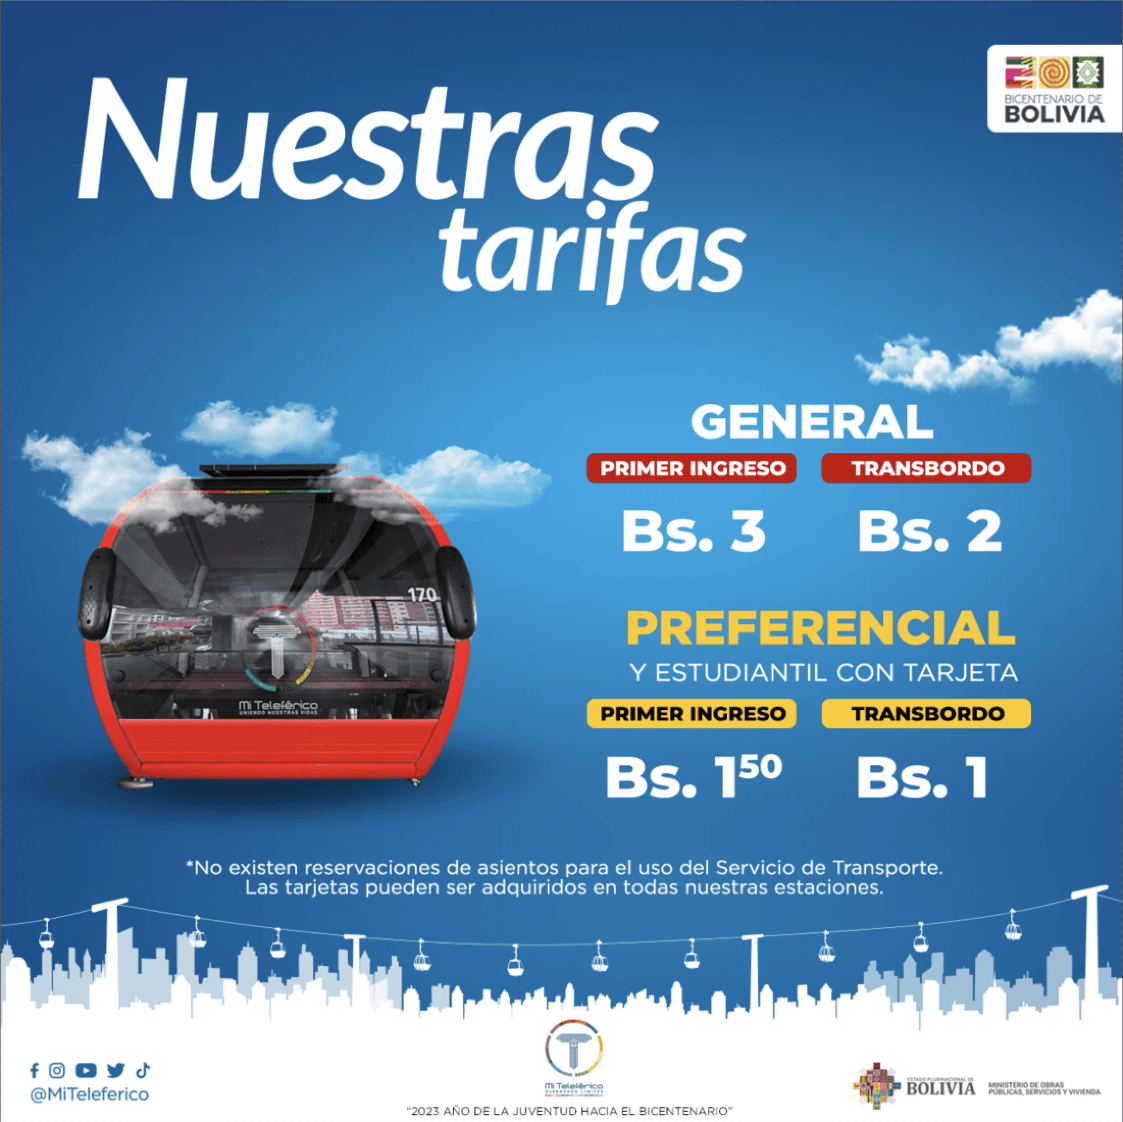 Nuestras
tarifas
BICENTENARIO DE
BOLIVIA
GENERAL
PRIMER INGRESO
TRANSBORDO
Bs. 3
Bs. 2
PREFERENCIAL
Y ESTUDIANTIL CON TARJETA
PRIMER INGRESO
TRANSBORDO
Bs. 1⁵⁰
Bs. 1
170
Mi Teleférico
UNIENDO NUESTRAS VIDAS
*No existen reservaciones de asientos para el uso del Servicio de Transporte.
Las tarjetas pueden ser adquiridos en todas nuestras estaciones.
@MiTeleferico
Mi Teleférico
SUPERANDO LÍMITES
ESTADO PLURINACIONAL DE
BOLIVIA
MINISTERIO DE OBRAS
PÚBLICAS, SERVICIOS Y VIVIENDA
"2023 AÑO DE LA JUVENTUD HACIA EL BICENTENARIO"